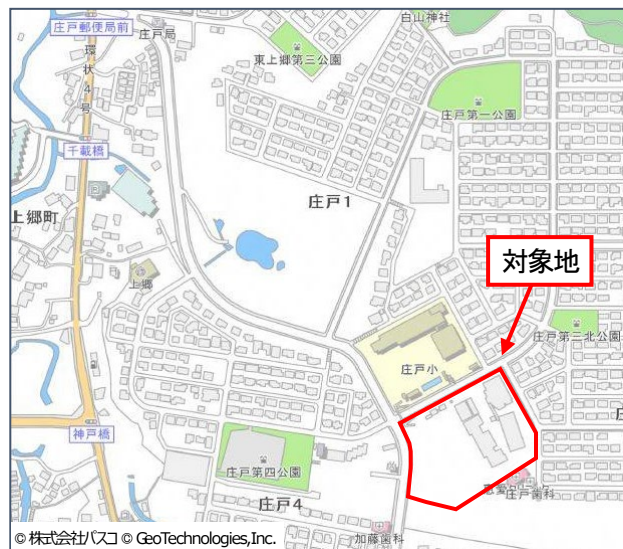 白山神社
庄戸郵便局前
庄戸局
環状4号
東上郷第三公園
庄戸第一公園
千載橋
庄戸1
上郷町
対象地
上郷
庄戸第三北公園
庄戸小
神戸橋
庄戸第四公園
庄戸4
庄戸歯科
加藤歯科
© 株式会社パスコ © GeoTechnologies,Inc.